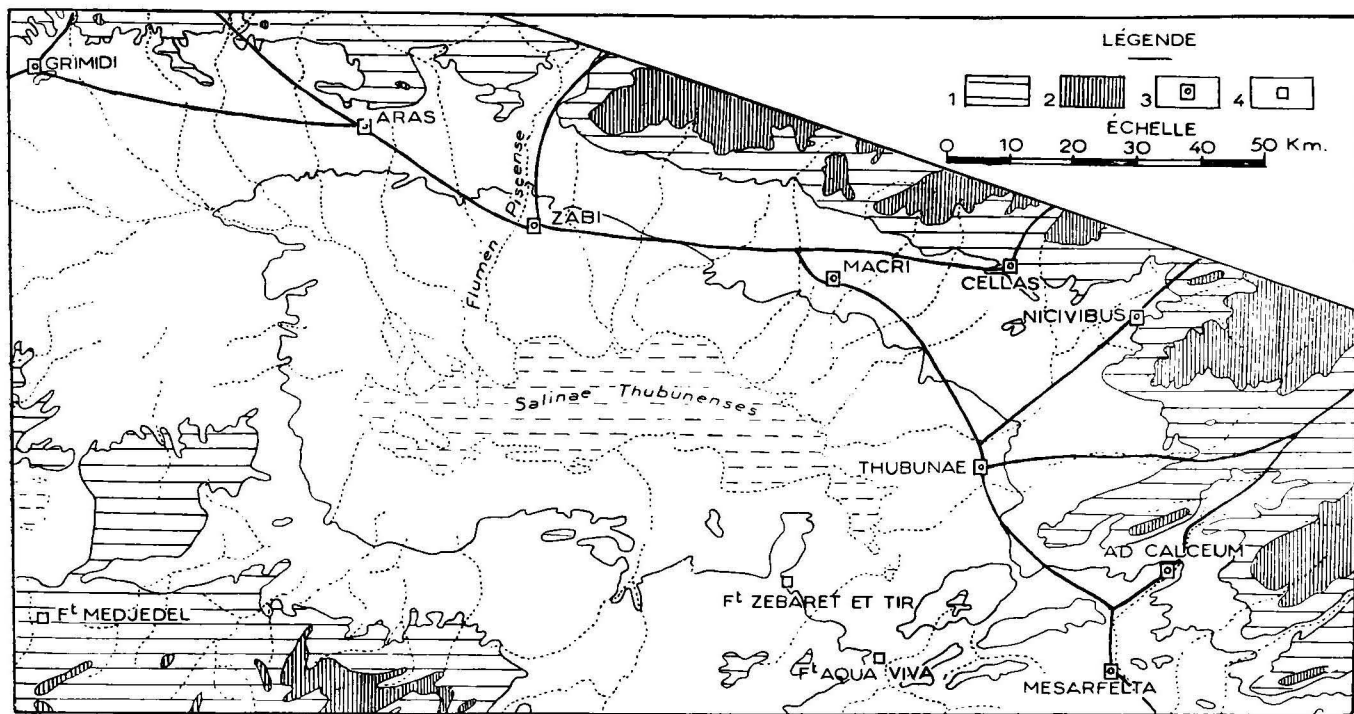 LÉGENDE
1 2 3 4
ÉCHELLE
0 10 20 30 40 50 Km.
GRIMIDI
ARAS
Flumen Piscense
ZABI
MACRI
CELLAS
NICIVIBUS
Salinae Thubunenses
THUBUNAE
AD CALCEUM
Ft MEDJEDEL
Ft ZEBARET ET TIR
Ft AQUA VIVA
MESARFELTA